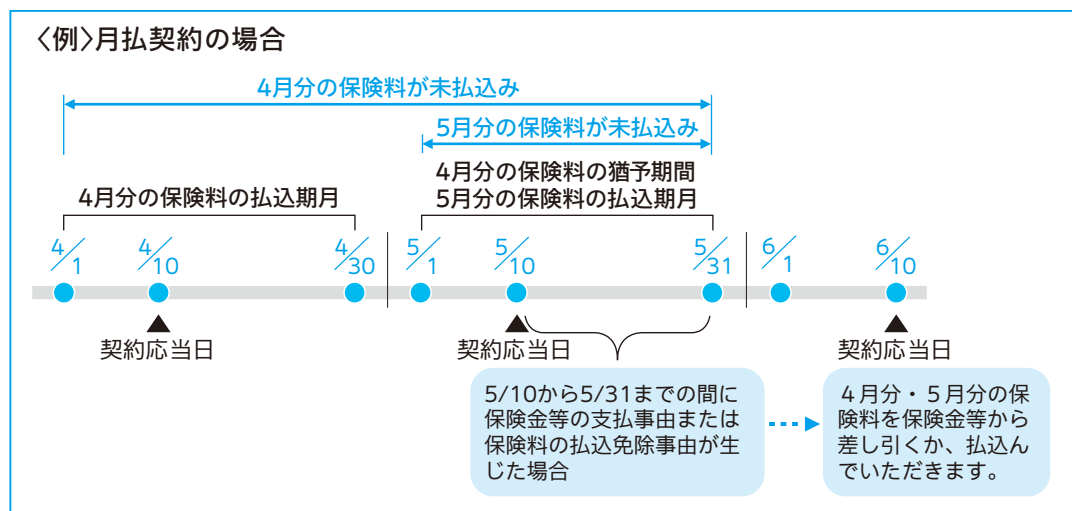 〈例〉月払契約の場合
4月分の保険料が未払込み
5月分の保険料が未払込み
4月分の保険料の払込期月
4月分の保険料の猶予期間
5月分の保険料の払込期月
4/1
4/10
4/30
5/1
5/10
5/31
6/1
6/10
契約応当日
契約応当日
契約応当日
5/10から5/31までの間に
保険金等の支払事由または
保険料の払込免除事由が生
じた場合
4月分・5月分の保
険料を保険金等から
差し引くか、払込ん
でいただきます。